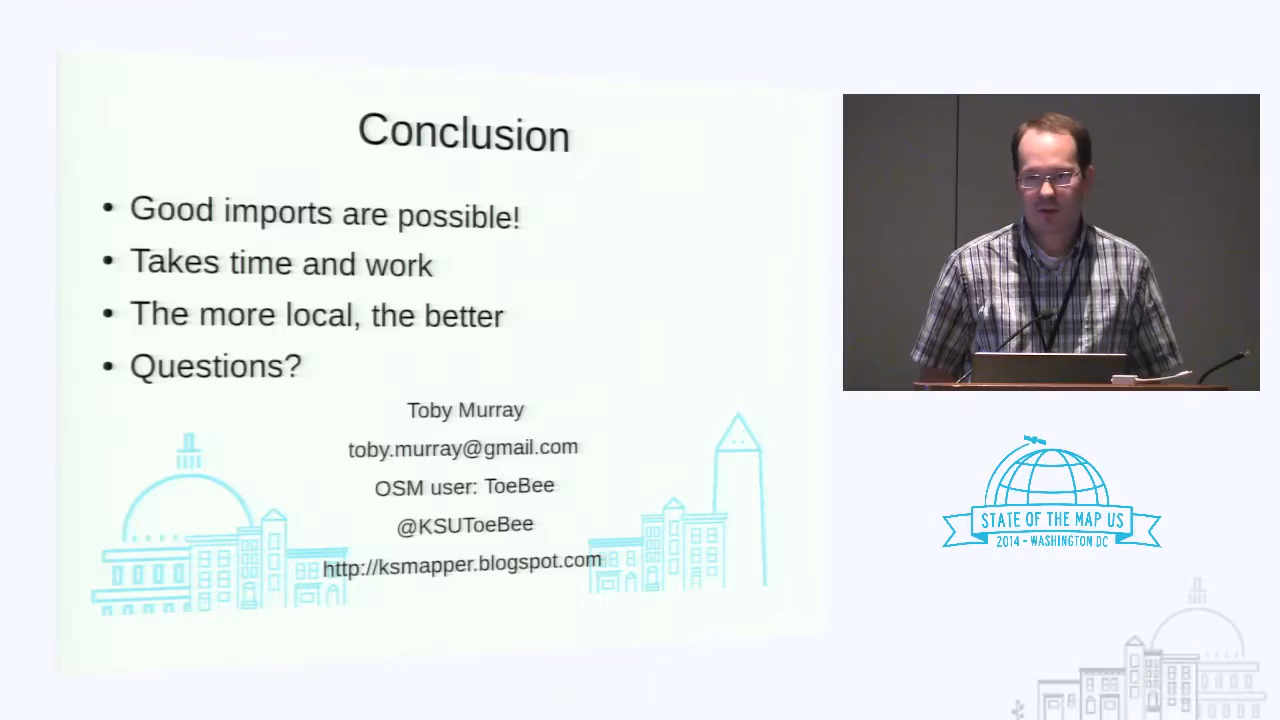 Conclusion
• Good imports are possible!
• Takes time and work
• The more local, the better
• Questions?
Toby Murray
toby.murray@gmail.com
OSM user: ToeBee
@KSUToeBee
http://ksmapper.blogspot.com
STATE OF THE MAP US
2014 - WASHINGTON DC